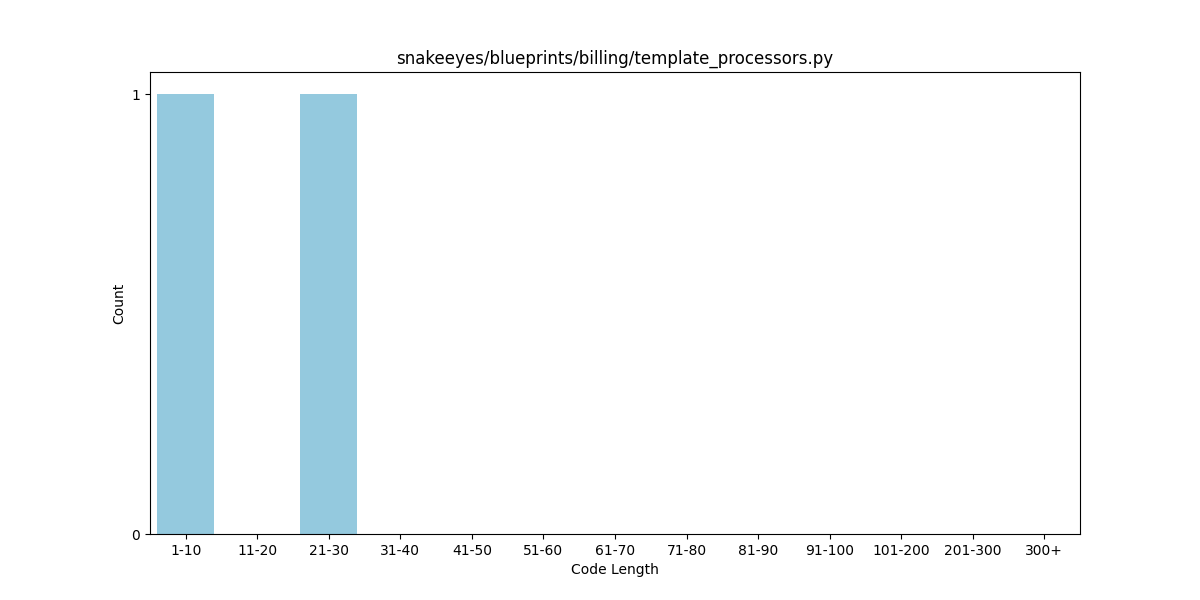 snakeeyes/blueprints/billing/template_processors.py
1
Count
0
1-10 11-20 21-30 31-40 41-50 51-60 61-70 71-80 81-90 91-100 101-200 201-300 300+
Code Length